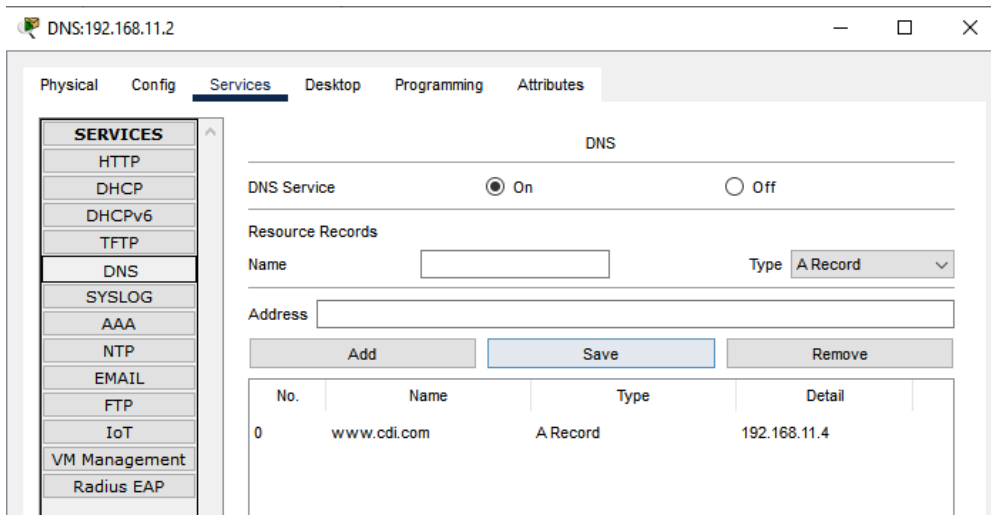 DNS:192.168.11.2
Physical Config Services Desktop Programming Attributes
SERVICES
HTTP
DHCP
DHCPv6
TFTP
DNS
SYSLOG
AAA
NTP
EMAIL
FTP
IoT
VM Management
Radius EAP
DNS
DNS Service On Off
Resource Records
Name Type A Record
Address
Add Save Remove
No. Name Type Detail
0 www.cdi.com A Record 192.168.11.4